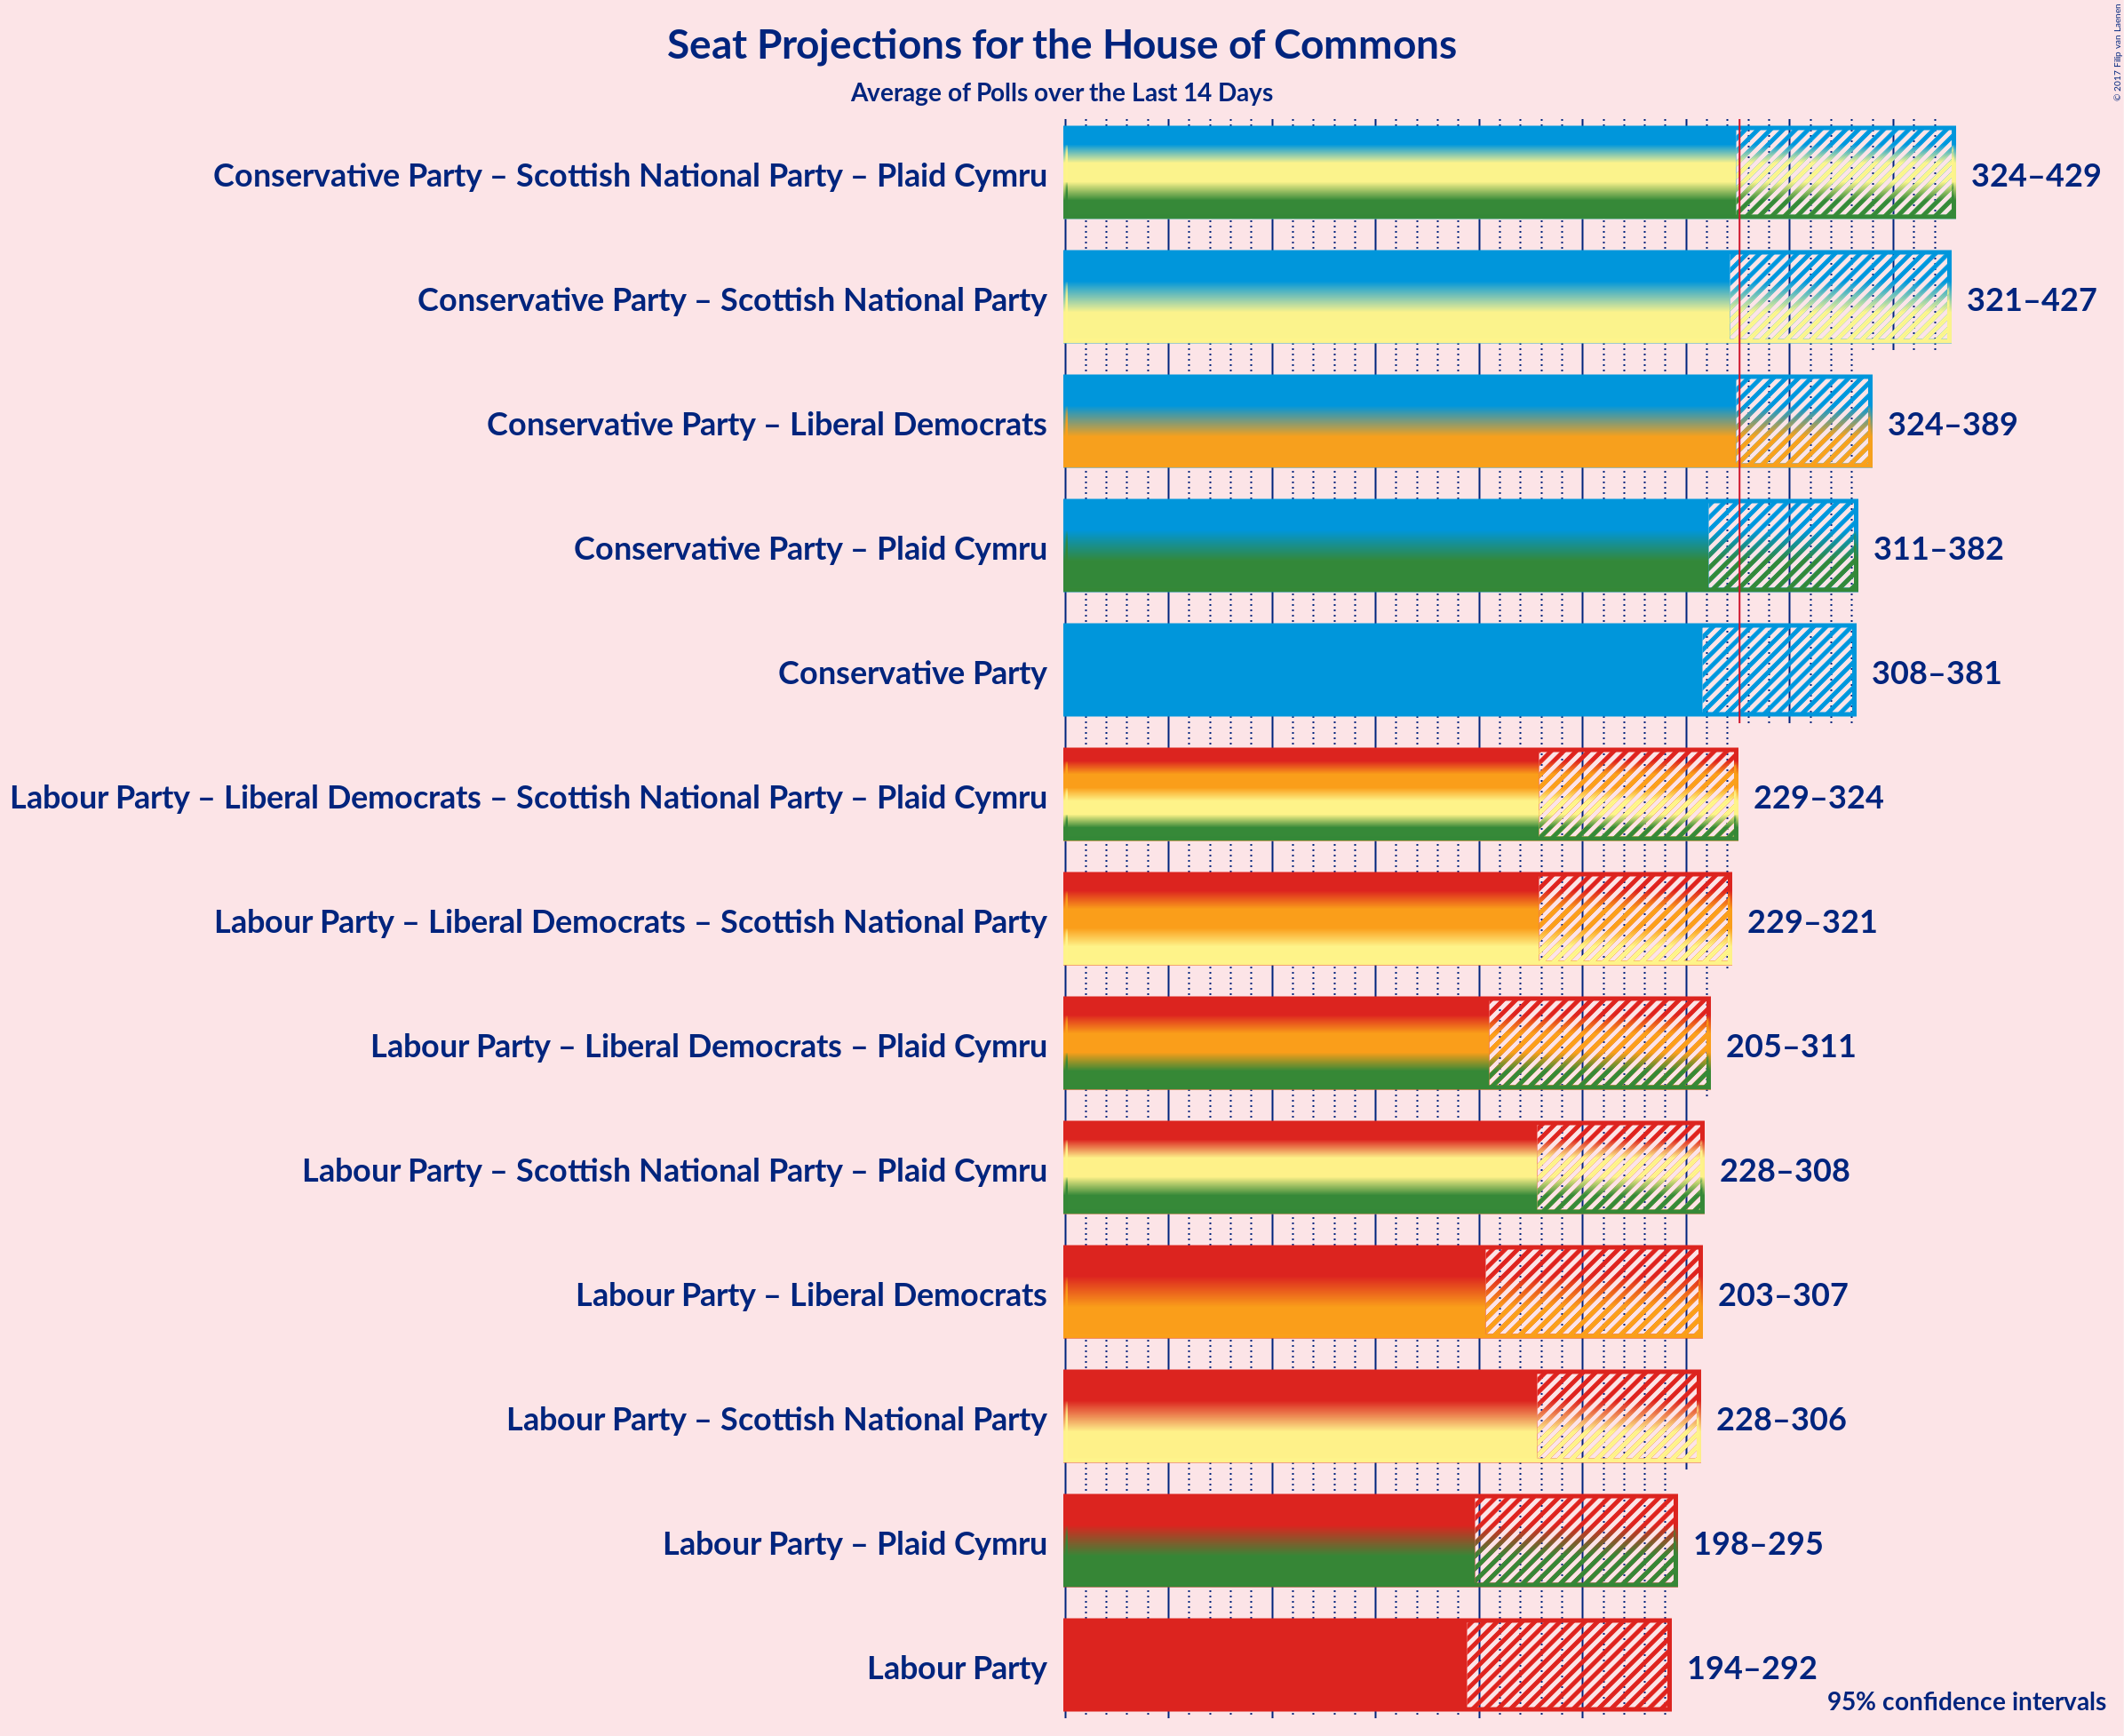 Seat Projections for the House of Commons
Average of Polls over the Last 14 Days
© 2017 Filip van Laenen
Conservative Party – Scottish National Party – Plaid Cymru 324–429
Conservative Party – Scottish National Party 321–427
Conservative Party – Liberal Democrats 324–389
Conservative Party – Plaid Cymru 311–382
Conservative Party 308–381
Labour Party – Liberal Democrats – Scottish National Party – Plaid Cymru 229–324
Labour Party – Liberal Democrats – Scottish National Party 229–321
Labour Party – Liberal Democrats – Plaid Cymru 205–311
Labour Party – Scottish National Party – Plaid Cymru 228–308
Labour Party – Liberal Democrats 203–307
Labour Party – Scottish National Party 228–306
Labour Party – Plaid Cymru 198–295
Labour Party 194–292
95% confidence intervals